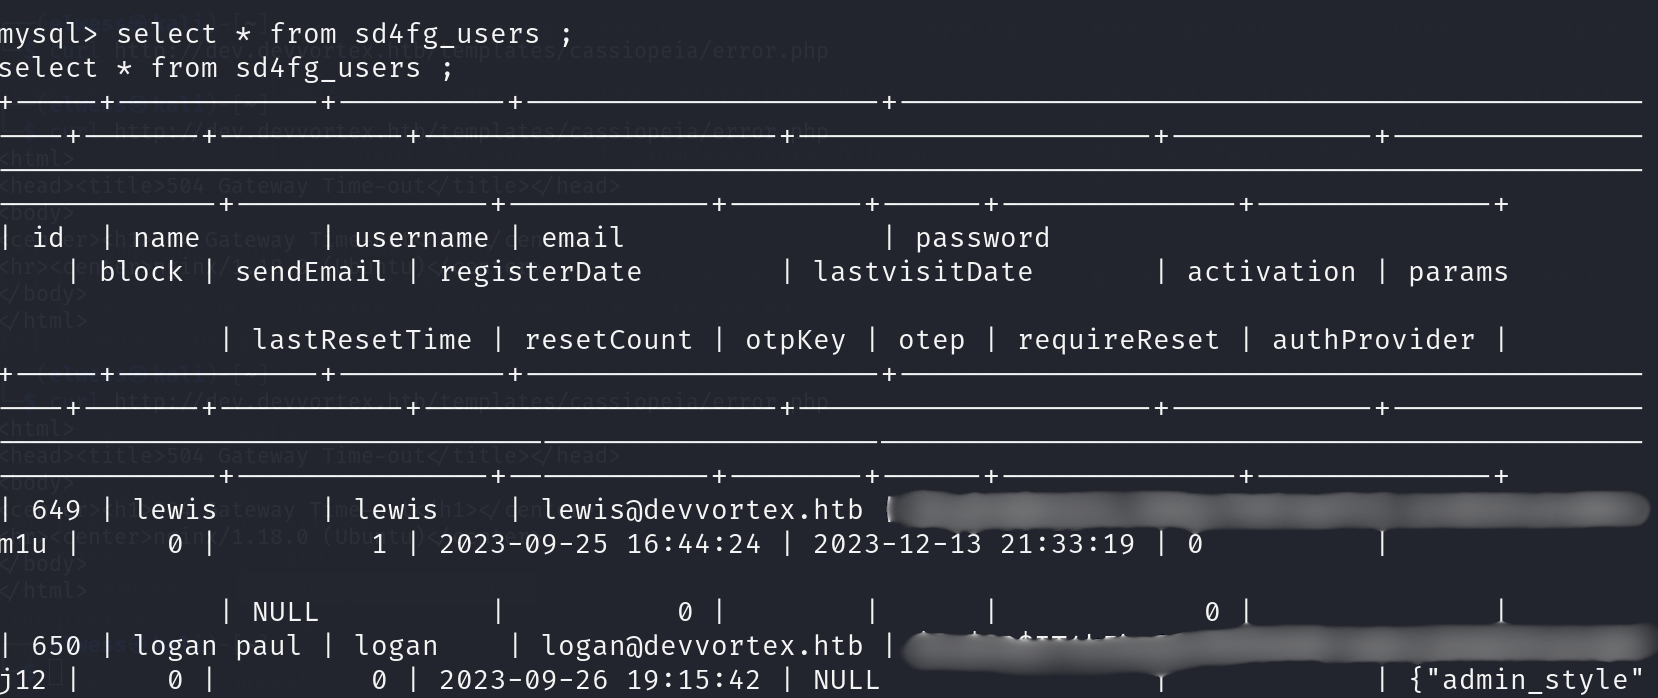 mysql> select * from sd4fg_users ;
select * from sd4fg_users ;
| id | name | username | email | password
| block | sendEmail | registerDate | lastvisitDate | activation | params
| lastResetTime | resetCount | otpKey | otep | requireReset | authProvider |
| 649 | lewis | lewis | lewis@devvortex.htb |
m1u | 0 | 1 | 2023-09-25 16:44:24 | 2023-12-13 21:33:19 | 0 |
| NULL | 0 | | | 0 | |
| 650 | logan paul | logan | logan@devvortex.htb |
j12 | 0 | 0 | 2023-09-26 19:15:42 | NULL | | {"admin_style"